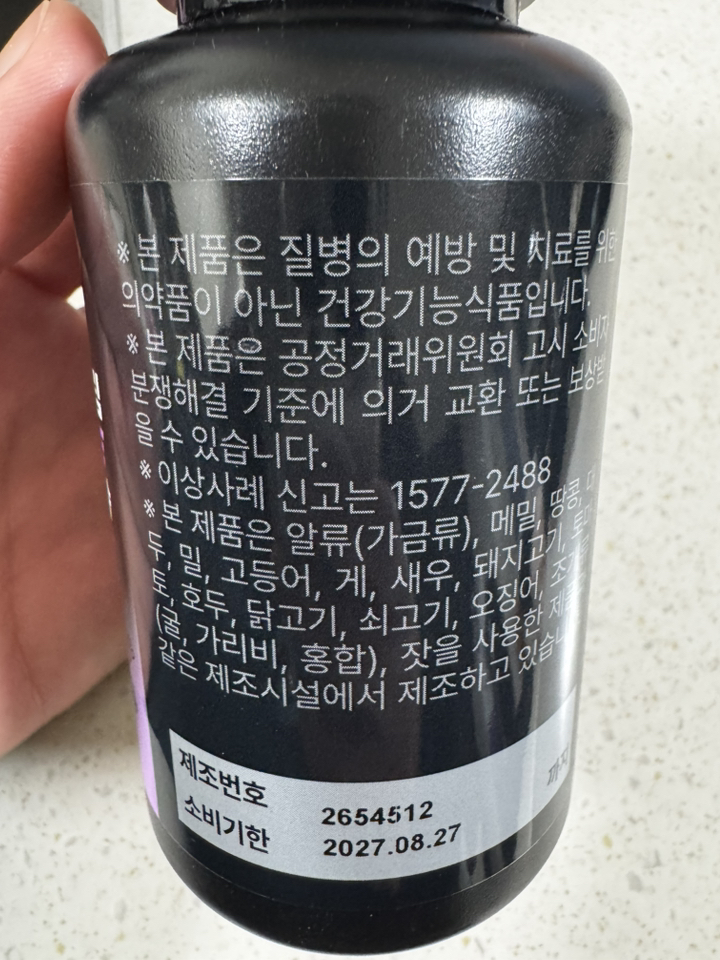 ※ 본 제품은 질병의 예방 및 치료를 위한
의약품이 아닌 건강기능식품입니다.
※ 본 제품은 공정거래위원회 고시 소비자
분쟁해결 기준에 의거 교환 또는 보상받
을 수 있습니다.
※ 이상사례 신고는 1577-2488
※ 본 제품은 알류(가금류), 메밀, 땅콩, 대
두, 밀, 고등어, 게, 새우, 돼지고기,
토, 호두, 닭고기, 쇠고기, 오징어,
(굴, 가리비, 홍합), 잣을 사용한
같은 제조시설에서 제조하고
제조번호 2654512
소비기한 2027.08.27 까지